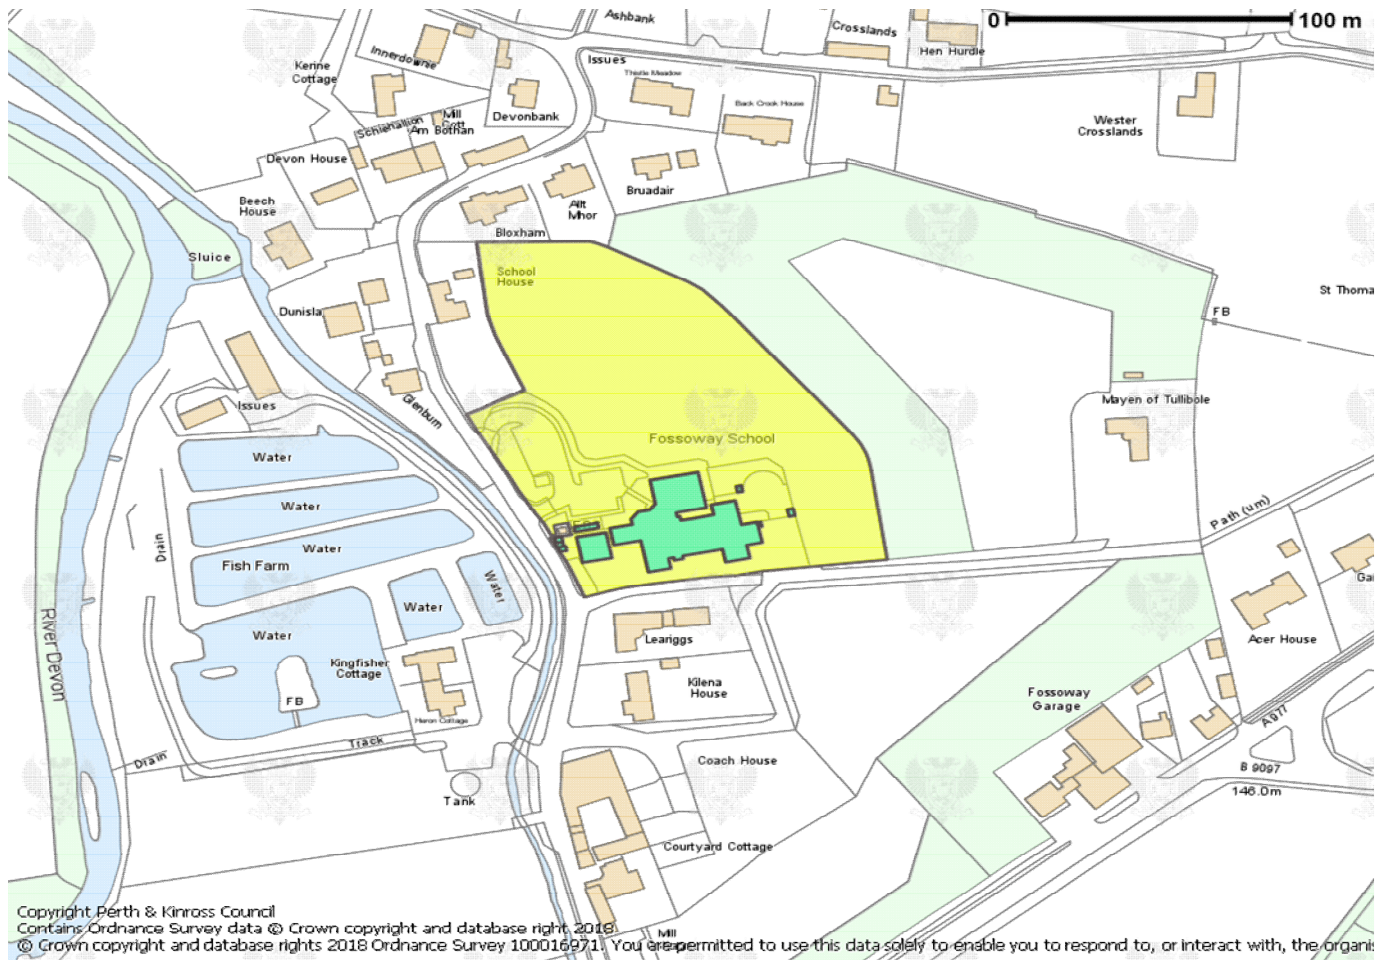 0 100 m
Ashbank
Crosslands
Hen Hurdle
Innerdownie
Issues
Kerine
Cottage
Thistle Meadow
Back Crook House
Mill
Cott
Devonbank
Schiehallion
Am Bothan
Wester
Crosslands
Devon House
Bruadair
Beech
House
Allt
Mhor
Bloxham
Sluice
School
House
St Thoma
Dunisla
FB
Mayen of Tullibole
Issues
Glenburn
Fossoway School
Water
Water
Path (um)
Drain
Water
Fish Farm
Water
Water
Water
River Devon
Leariggs
Acer House
Gar
Kingfisher
Cottage
Kilena
House
Fossoway
Garage
FB
Heron Cottage
A977
Track
Drain
Coach House
B 9097
146.0m
Tank
Courtyard Cottage
Copyright Perth & Kinross Council
Contains Ordnance Survey data © Crown copyright and database right 2018.
Mill
© Crown copyright and database rights 2018 Ordnance Survey 100016971. You are permitted to use this data solely to enable you to respond to, or interact with, the organis